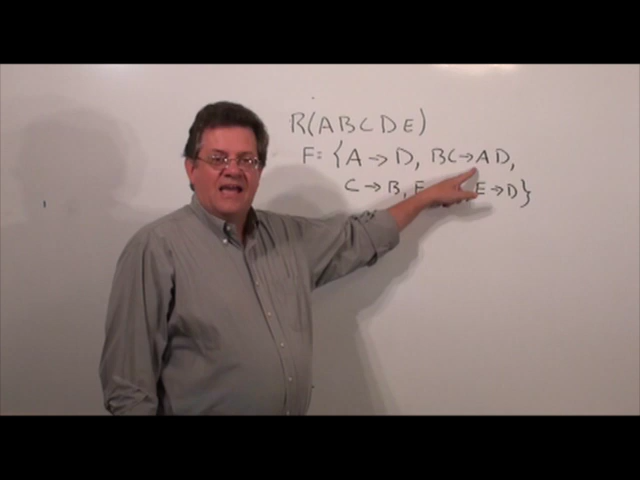 R(ABCDE)
F= {A→D, BC→AD,
C→B, E→D}